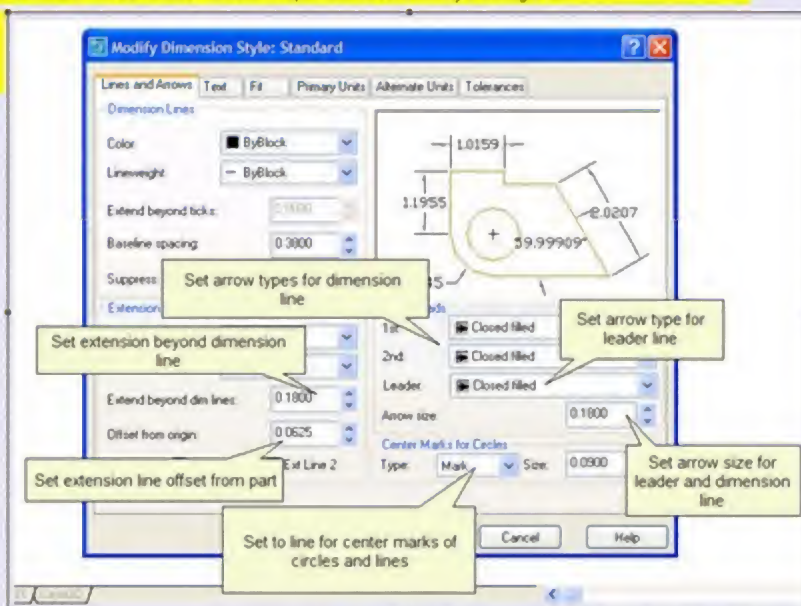 Modify Dimension Style: Standard
Lines and Arrows Text Fit Primary Units Alternate Units Tolerances
Dimension Lines
Color: ByBlock
Lineweight: ByBlock
Extend beyond ticks:
Baseline spacing: 0.3800
Suppress
1.0159
1.1955
2.0207
59.99909°
Set arrow types for dimension
line
Extension
1st:
Closed filled
2nd:
Closed filled
Leader:
Closed filled
Arrow size:
0.1800
Set arrow type for
leader line
Set extension beyond dimension
line
Extend beyond dim lines: 0.1800
Offset from origin: 0.0625
Ext Line 2
Set extension line offset from part
Center Marks for Circles
Type: Mark Size: 0.0900
Set arrow size for
leader and dimension
line
Set to line for center marks of
circles and lines
Cancel Help